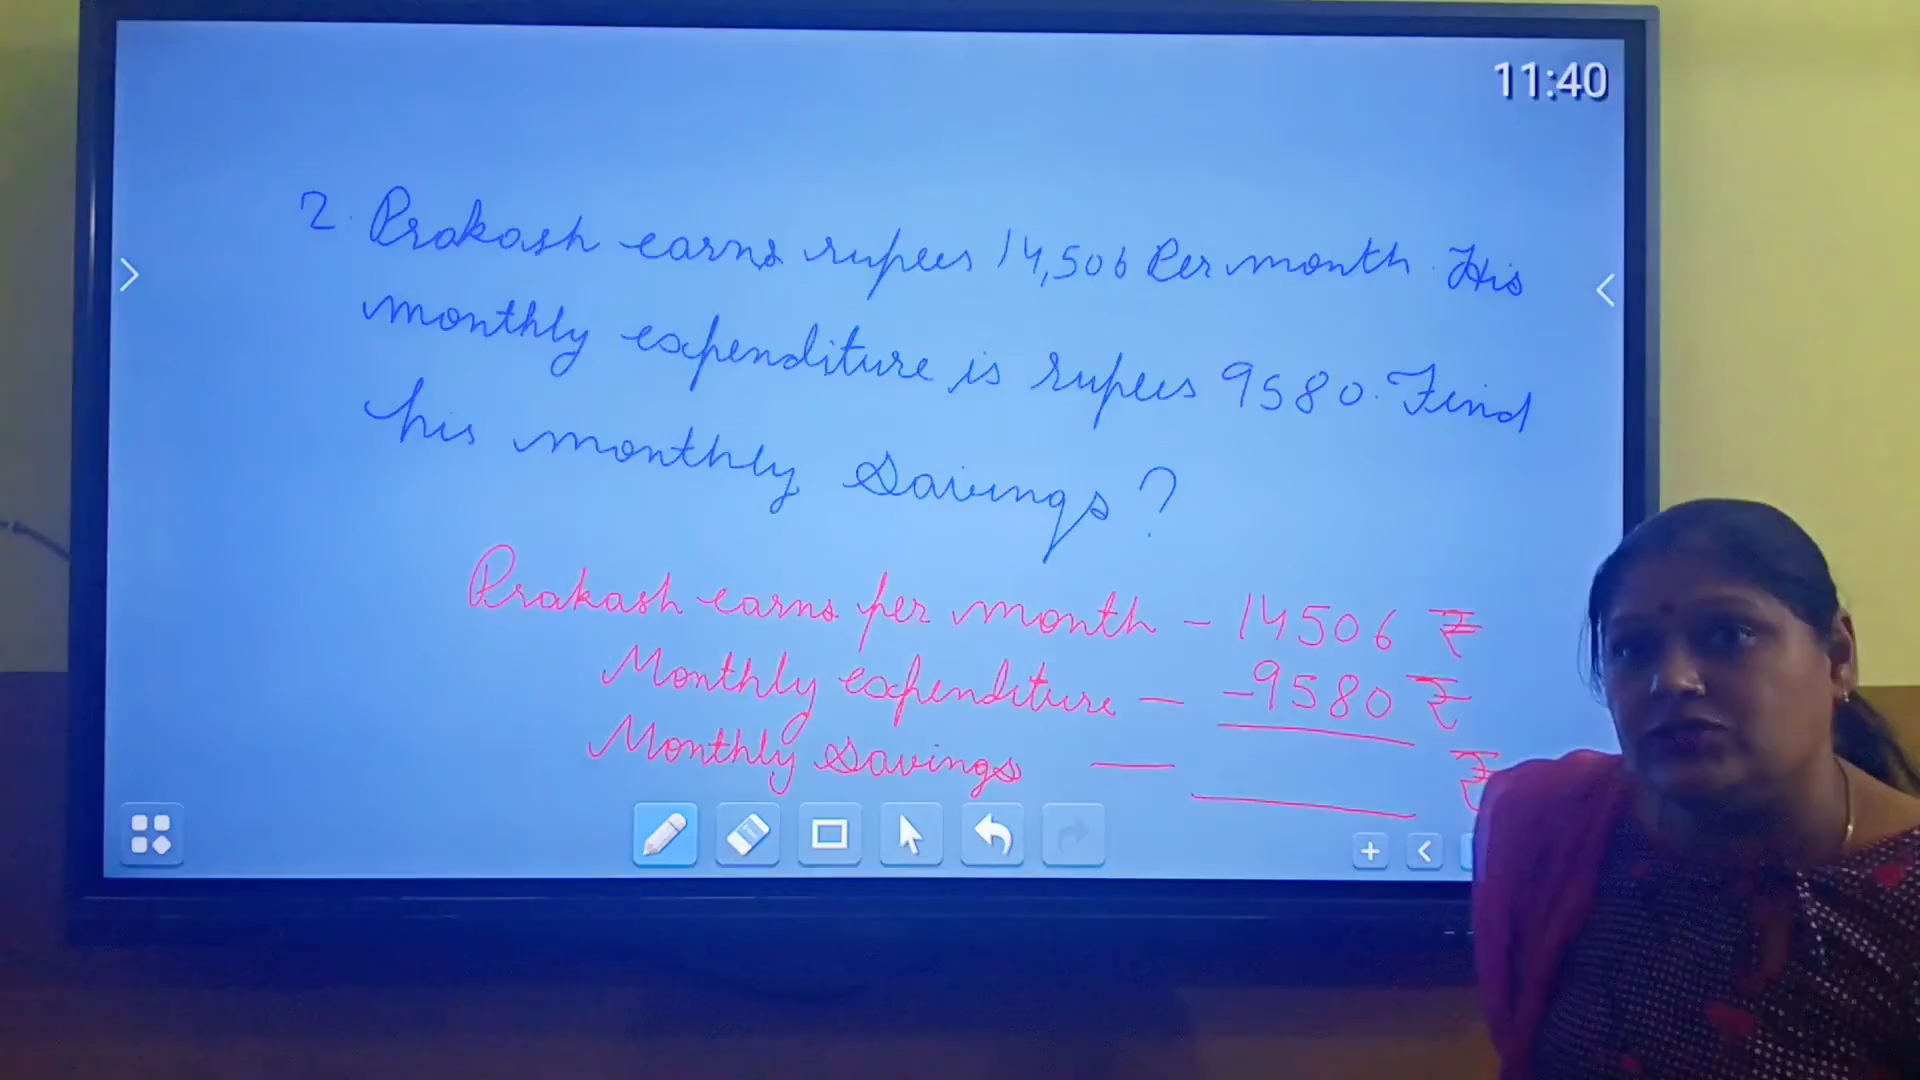 11:40
2. Prakash earns rupees 14,506 Per month. His
monthly expenditure is rupees 9580. Find
his monthly savings?
Prakash earns per month - 14506 ₹
Monthly expenditure - -9580 ₹
Monthly savings - ₹